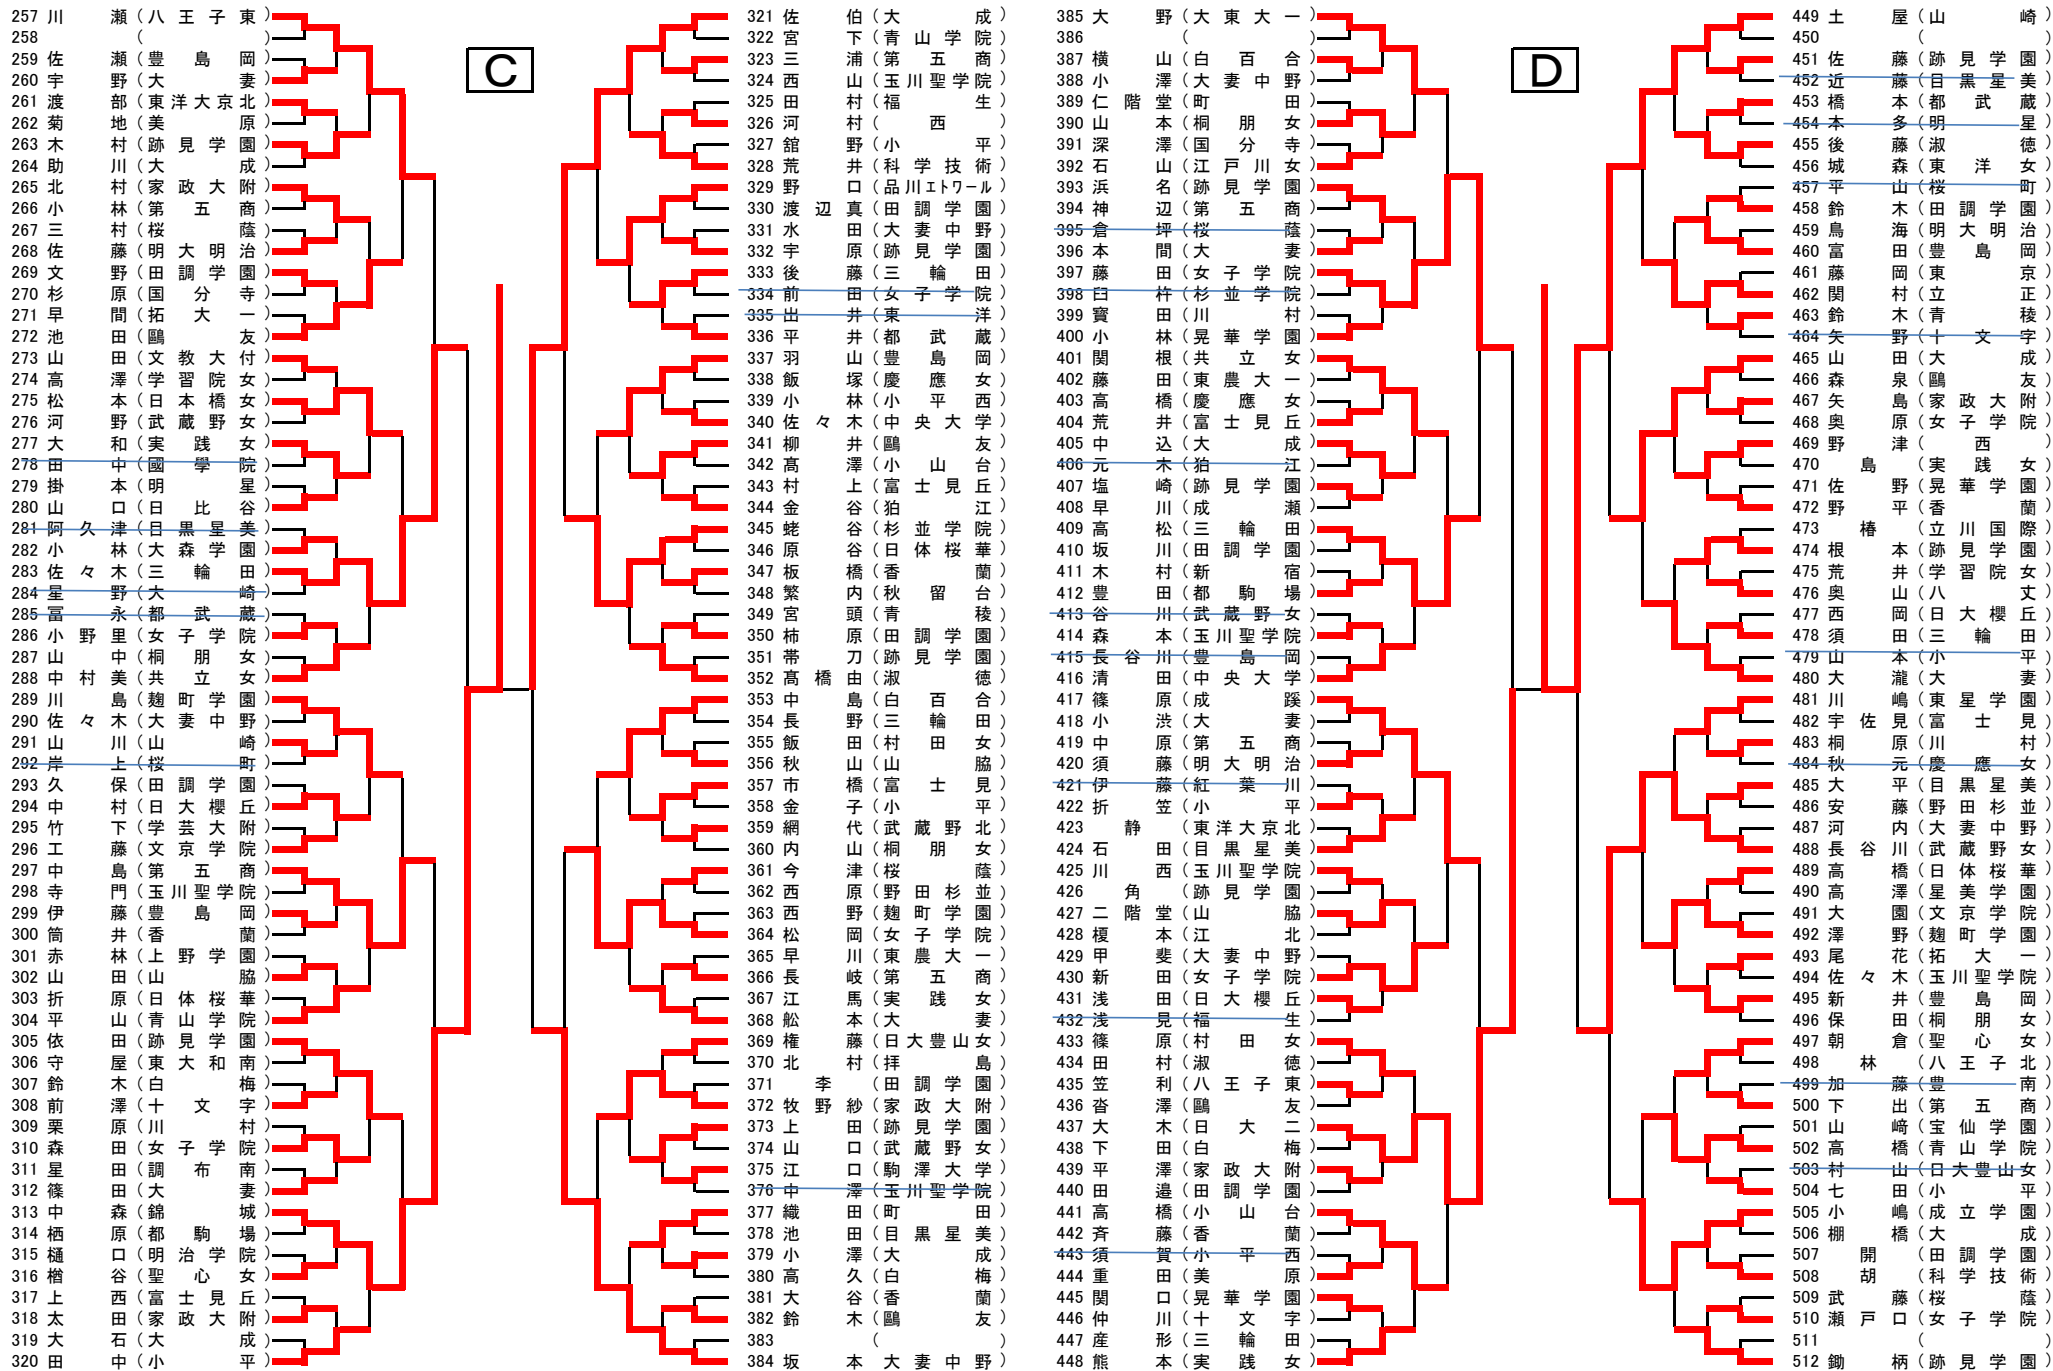 C
D
257 川瀬(八王子東)
258 ( )
259 佐瀬(豊島岡)
260 宇野(大妻)
261 渡部(東洋大京北)
262 菊地(美原)
263 木村(跡見学園)
264 助川(大成)
265 北村(家政大附)
266 小林(第五商)
267 三村(桜蔭)
268 佐藤(明大明治)
269 文野(田調学園)
270 杉原(国分寺)
271 早間(拓大一)
272 池田(鷗友)
273 山田(文教大付)
274 高澤(学習院女)
275 松本(日本橋女)
276 河野(武蔵野女)
277 大和(実践女)
278 田中(國學院)
279 掛本(明星)
280 山口(日比谷)
281 阿久津(目黒星美)
282 小林(大森学園)
283 佐々木(三輪田)
284 星野(大崎)
285 冨永(都武蔵)
286 小野里(女子学院)
287 山中(桐朋女)
288 中村美(共立女)
289 川島(麹町学園)
290 佐々木(大妻中野)
291 山川(山崎)
292 岸上(桜町)
293 久保(田調学園)
294 中村(日大櫻丘)
295 竹下(学芸大附)
296 工藤(文京学院)
297 中島(第五商)
298 寺門(玉川聖学院)
299 伊藤(豊島岡)
300 筒井(香蘭)
301 赤林(上野学園)
302 山田(山脇)
303 折原(日体桜華)
304 平山(青山学院)
305 依田(跡見学園)
306 守屋(東大和南)
307 鈴木(白梅)
308 前澤(十文字)
309 栗原(川村)
310 森田(女子学院)
311 星田(調布南)
312 篠田(大妻)
313 中森(錦城)
314 栖原(都駒場)
315 樋口(明治学院)
316 楢谷(聖心女)
317 上西(富士見丘)
318 太田(家政大附)
319 大石(大成)
320 田中(小平)
321 佐伯(大成)
322 宮下(青山学院)
323 三浦(第五商)
324 西山(玉川聖学院)
325 田村(福生)
326 河村(西)
327 舘野(小平)
328 荒井(科学技術)
329 野口(品川エトワール)
330 渡辺真(田調学園)
331 水田(大妻中野)
332 宇原(跡見学園)
333 後藤(三輪田)
334 前田(女子学院)
335 出井(東洋)
336 平井(都武蔵)
337 羽山(豊島岡)
338 飯塚(慶應女)
339 小林(小平西)
340 佐々木(中央大学)
341 柳井(鷗友)
342 髙澤(小山台)
343 村上(富士見丘)
344 金谷(狛江)
345 蛯谷(杉並学院)
346 原谷(日体桜華)
347 板橋(香蘭)
348 繁内(秋留台)
349 宮頭(青稜)
350 柿原(田調学園)
351 帯刀(跡見学園)
352 髙橋由(淑徳)
353 中島(白百合)
354 長野(三輪田)
355 飯田(村田女)
356 秋山(山脇)
357 市橋(富士見)
358 金子(小平)
359 網代(武蔵野北)
360 内山(桐朋女)
361 今津(桜蔭)
362 西原(野田杉並)
363 西野(麹町学園)
364 松岡(女子学院)
365 早川(東農大一)
366 長岐(第五商)
367 江馬(実践女)
368 舩本(大妻)
369 権藤(日大豊山女)
370 北村(拝島)
371 李(田調学園)
372 牧野紗(家政大附)
373 上田(跡見学園)
374 山口(武蔵野女)
375 江口(駒澤大学)
376 中澤(玉川聖学院)
377 織田(町田)
378 池田(目黒星美)
379 小澤(大成)
380 高久(白梅)
381 大谷(香蘭)
382 鈴木(鷗友)
383 ( )
384 坂本大妻中野)
385 大野(大東大一)
386 ( )
387 横山(白百合)
388 小澤(大妻中野)
389 仁階堂(町田)
390 山本(桐朋女)
391 深澤(国分寺)
392 石山(江戸川女)
393 浜名(跡見学園)
394 神辺(第五商)
395 倉坪(桜蔭)
396 本間(大妻)
397 藤田(女子学院)
398 臼杵(杉並学院)
399 寳田(川村)
400 小林(晃華学園)
401 関根(共立女)
402 藤田(東農大一)
403 高橋(慶應女)
404 荒井(富士見丘)
405 中込(大成)
406 元木(狛江)
407 塩崎(跡見学園)
408 早川(成瀬)
409 高松(三輪田)
410 坂川(田調学園)
411 木村(新宿)
412 豊田(都駒場)
413 谷川(武蔵野女)
414 森本(玉川聖学院)
415 長谷川(豊島岡)
416 清田(中央大学)
417 篠原(成蹊)
418 小渋(大妻)
419 中原(第五商)
420 須藤(明大明治)
421 伊藤(紅葉川)
422 折笠(小平)
423 静(東洋大京北)
424 石田(目黒星美)
425 川西(玉川聖学院)
426 角(跡見学園)
427 二階堂(山脇)
428 榎本(江北)
429 甲斐(大妻中野)
430 新田(女子学院)
431 浅田(日大櫻丘)
432 浅見(福生)
433 篠原(村田女)
434 田村(淑徳)
435 笠利(八王子東)
436 沓澤(鷗友)
437 大木(日大二)
438 下田(白梅)
439 平澤(家政大附)
440 田邉(田調学園)
441 高橋(小山台)
442 斉藤(香蘭)
443 須賀(小平西)
444 重田(美原)
445 関口(晃華学園)
446 仲川(十文字)
447 産形(三輪田)
448 熊本(実践女)
449 土屋(山崎)
450 ( )
451 佐藤(跡見学園)
452 近藤(目黒星美)
453 橋本(都武蔵)
454 本多(明星)
455 後藤(淑徳)
456 城森(東洋女)
457 平山(桜町)
458 鈴木(田調学園)
459 鳥海(明大明治)
460 富田(豊島岡)
461 藤岡(東京)
462 関村(立正)
463 鈴木(青稜)
464 矢野(十文字)
465 山田(大成)
466 森泉(鷗友)
467 矢島(家政大附)
468 奥原(女子学院)
469 野津(西)
470 島(実践女)
471 佐野(晃華学園)
472 野平(香蘭)
473 椿(立川国際)
474 根本(跡見学園)
475 荒井(学習院女)
476 奥山(八丈)
477 西岡(日大櫻丘)
478 須田(三輪田)
479 山本(小平)
480 大瀧(大妻)
481 川嶋(東星学園)
482 宇佐見(富士見)
483 桐原(川村)
484 秋元(慶應女)
485 大平(目黒星美)
486 安藤(野田杉並)
487 河内(大妻中野)
488 長谷川(武蔵野女)
489 高橋(日体桜華)
490 高澤(星美学園)
491 大園(文京学院)
492 澤野(麹町学園)
493 尾花(拓大一)
494 佐々木(玉川聖学院)
495 新井(豊島岡)
496 保田(桐朋女)
497 朝倉(聖心女)
498 林(八王子北)
499 加藤(豊南)
500 下出(第五商)
501 山﨑(宝仙学園)
502 高橋(青山学院)
503 村山(日大豊山女)
504 七田(小平)
505 小嶋(成立学園)
506 棚橋(大成)
507 開(田調学園)
508 胡(科学技術)
509 武藤(桜蔭)
510 瀬戸口(女子学院)
511 ( )
512 鋤柄(跡見学園)